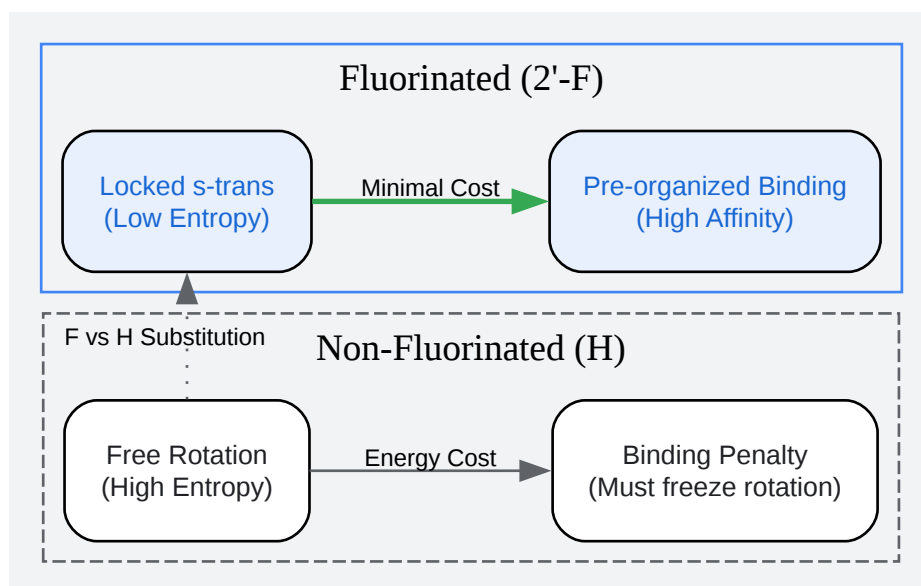 Fluorinated (2'-F)
Locked s-trans
(Low Entropy)
Minimal Cost
Pre-organized Binding
(High Affinity)
F vs H Substitution
Non-Fluorinated (H)
Free Rotation
(High Entropy)
Energy Cost
Binding Penalty
(Must freeze rotation)